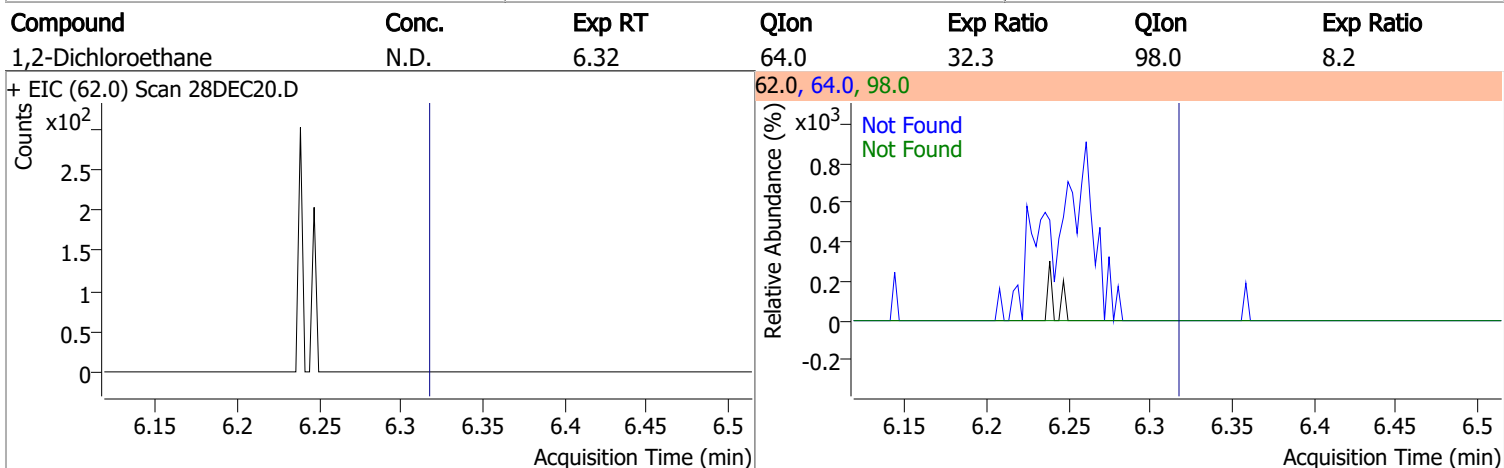 Compound Conc. Exp RT QIon Exp Ratio QIon Exp Ratio
1,2-Dichloroethane N.D. 6.32 64.0 32.3 98.0 8.2
+ EIC (62.0) Scan 28DEC20.D
Counts
x10²
2.5
2
1.5
1
0.5
0
6.15 6.2 6.25 6.3 6.35 6.4 6.45 6.5
Acquisition Time (min)
62.0, 64.0, 98.0
Relative Abundance (%)
x10³
Not Found
Not Found
0.8
0.6
0.4
0.2
0
-0.2
6.15 6.2 6.25 6.3 6.35 6.4 6.45 6.5
Acquisition Time (min)